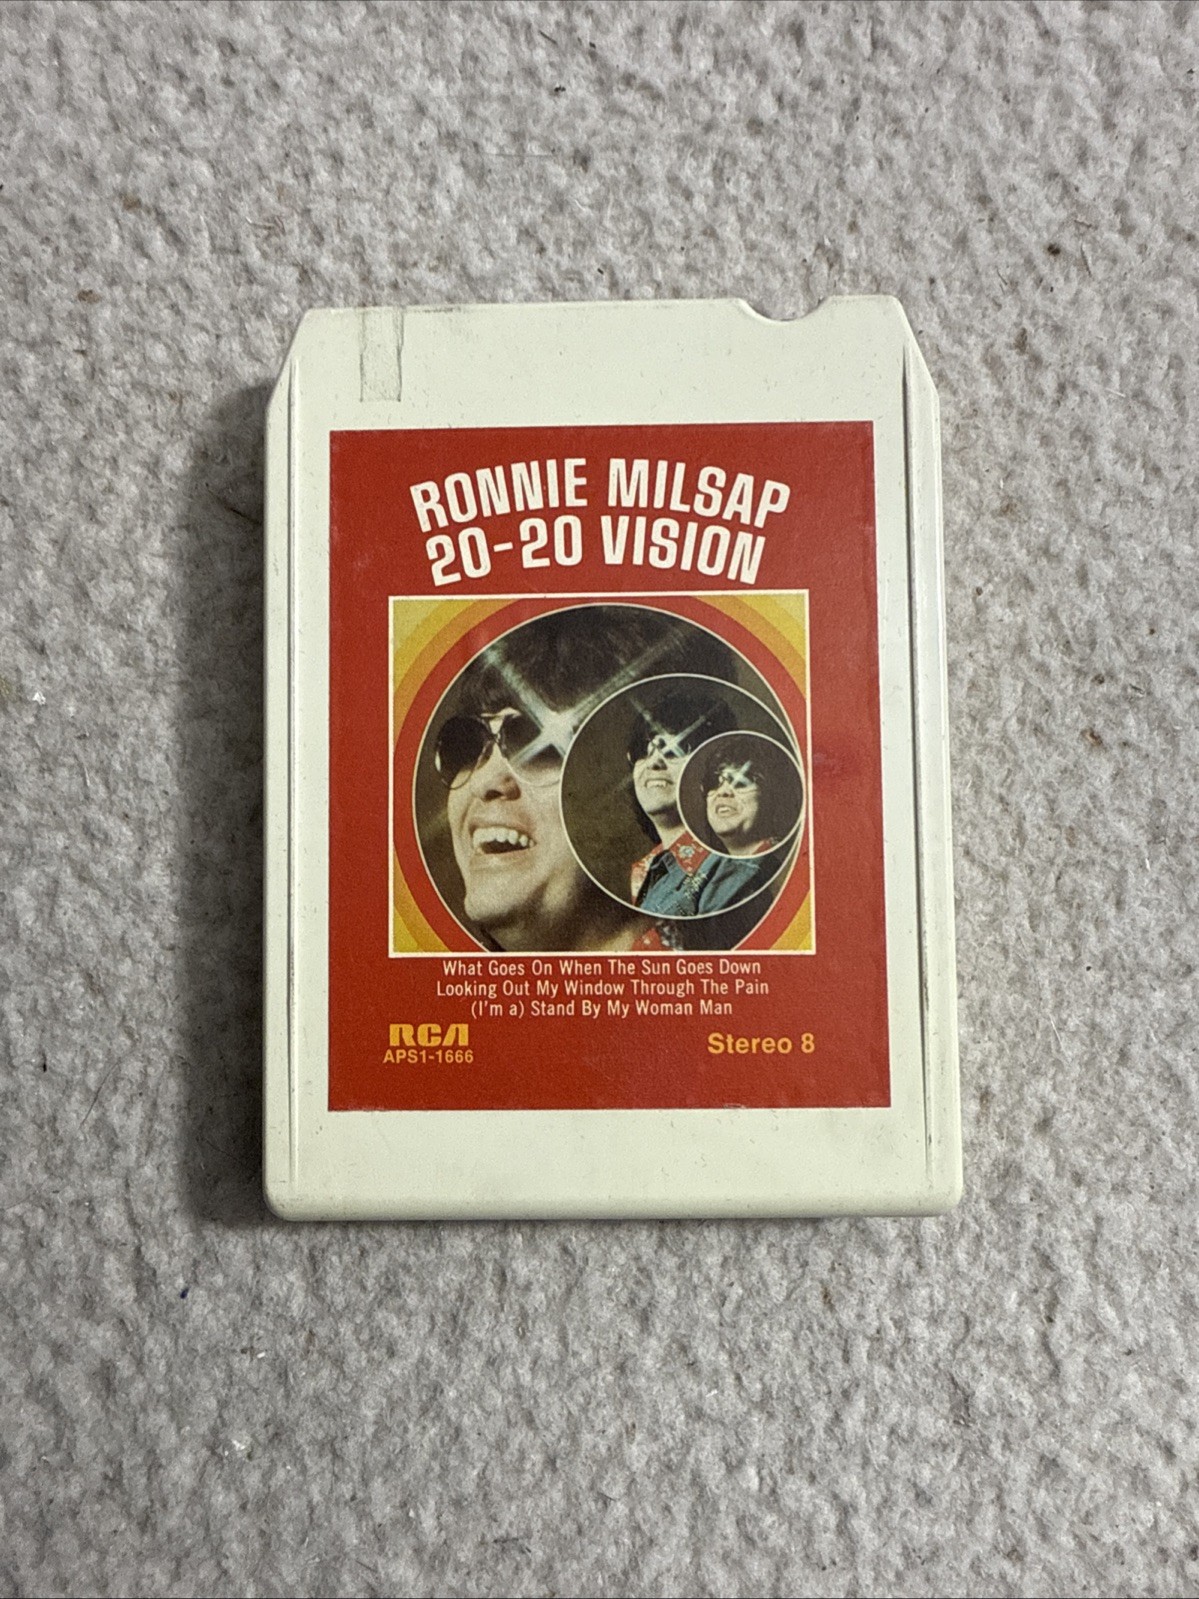 RONNIE MILSAP
20-20 VISION
What Goes On When The Sun Goes Down
Looking Out My Window Through The Pain
(I'm a) Stand By My Woman Man
RCA
APS1-1666
Stereo 8